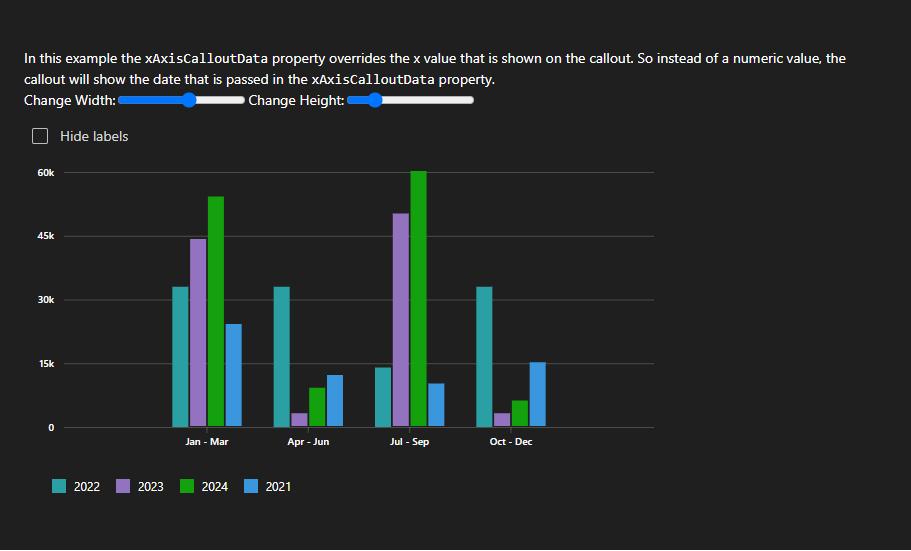 In this example the xAxisCalloutData property overrides the x value that is shown on the callout. So instead of a numeric value, the
callout will show the date that is passed in the xAxisCalloutData property.
Change Width: Change Height:
Hide labels
60k
45k
30k
15k
0
Jan - Mar Apr - Jun Jul - Sep Oct - Dec
2022 2023 2024 2021